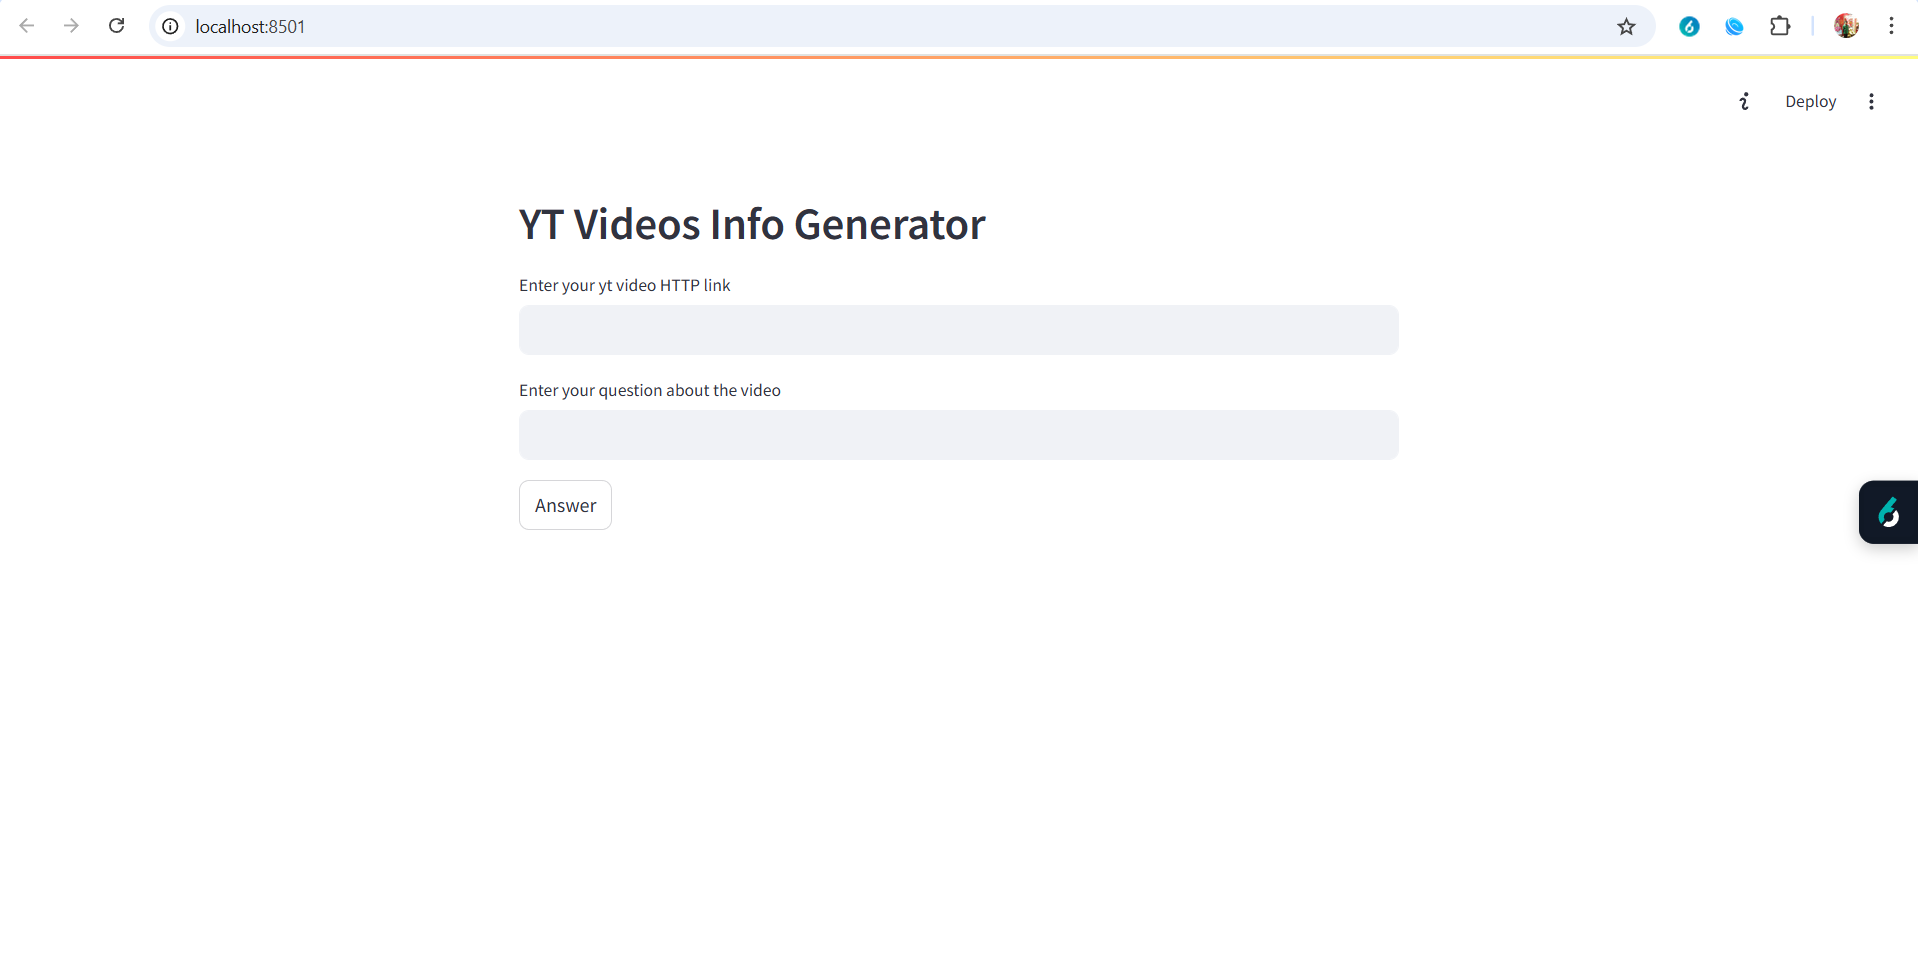 localhost:8501
Deploy
YT Videos Info Generator
Enter your yt video HTTP link
Enter your question about the video
Answer